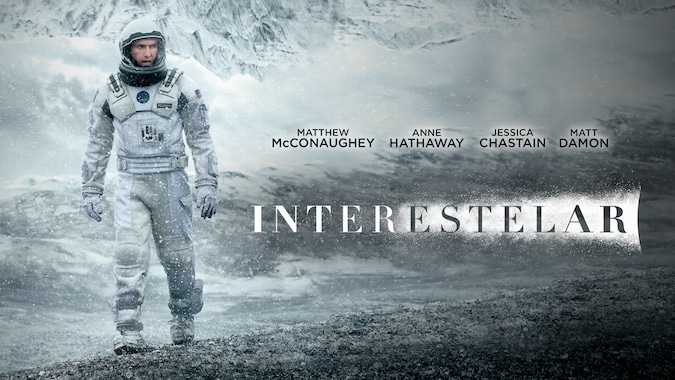 MATTHEW
McCONAUGHEY
ANNE
HATHAWAY
JESSICA
CHASTAIN
MATT
DAMON
INTERESTELAR